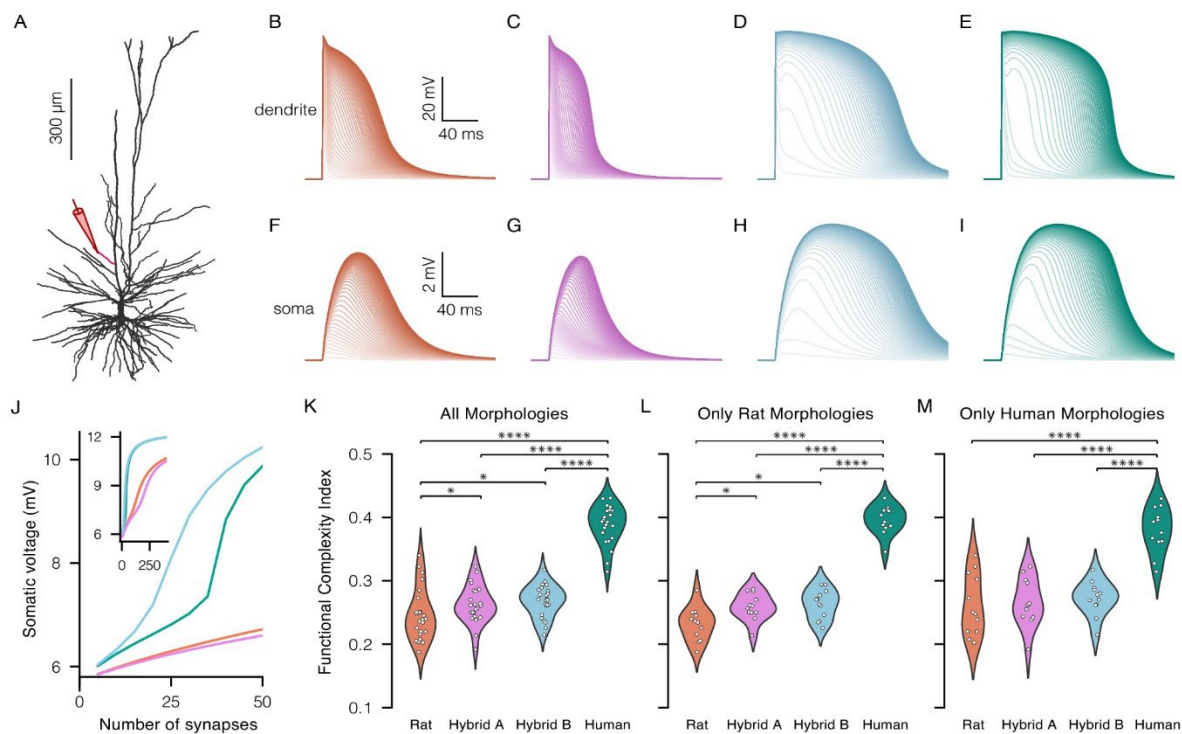 A
B
C
D
E
300 µm
dendrite
20 mV
40 ms
F
G
H
I
soma
2 mV
40 ms
J
K
L
M
All Morphologies
Only Rat Morphologies
Only Human Morphologies
****
****
****
*
*
****
****
****
*
*
****
****
****
Somatic voltage (mV)
10
8
6
12
9
6
0
250
0
25
50
Number of synapses
Functional Complexity Index
0.5
0.4
0.3
0.2
0.1
Rat Hybrid A Hybrid B Human
Rat Hybrid A Hybrid B Human
Rat Hybrid A Hybrid B Human